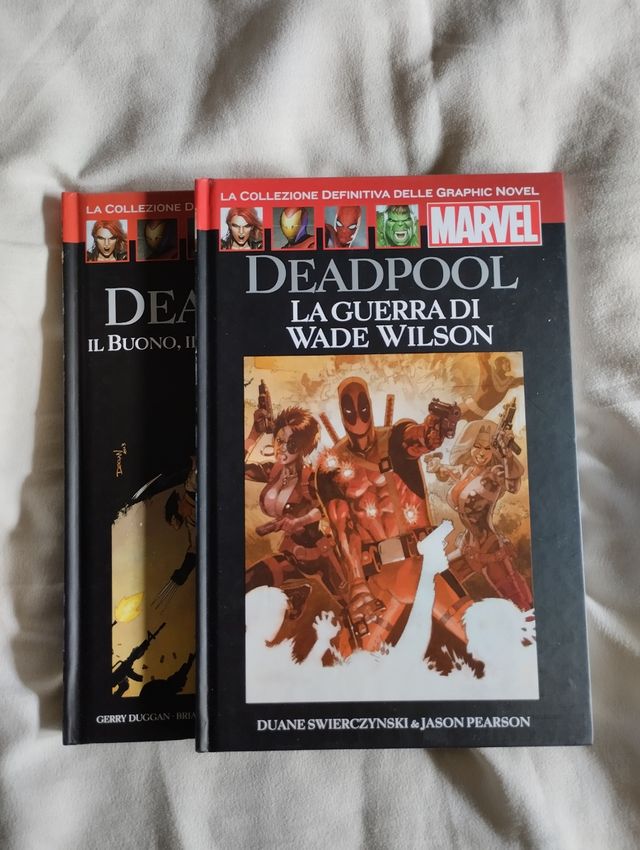 LA COLLEZIONE DEFINITIVA DELLE GRAPHIC NOVEL
MARVEL
DEADPOOL
LA GUERRA DI
WADE WILSON
DUANE SWIERCZYNSKI & JASON PEARSON
LA COLLEZIONE D
DEA
IL BUONO, IL
GERRY DUGGAN - BRIA